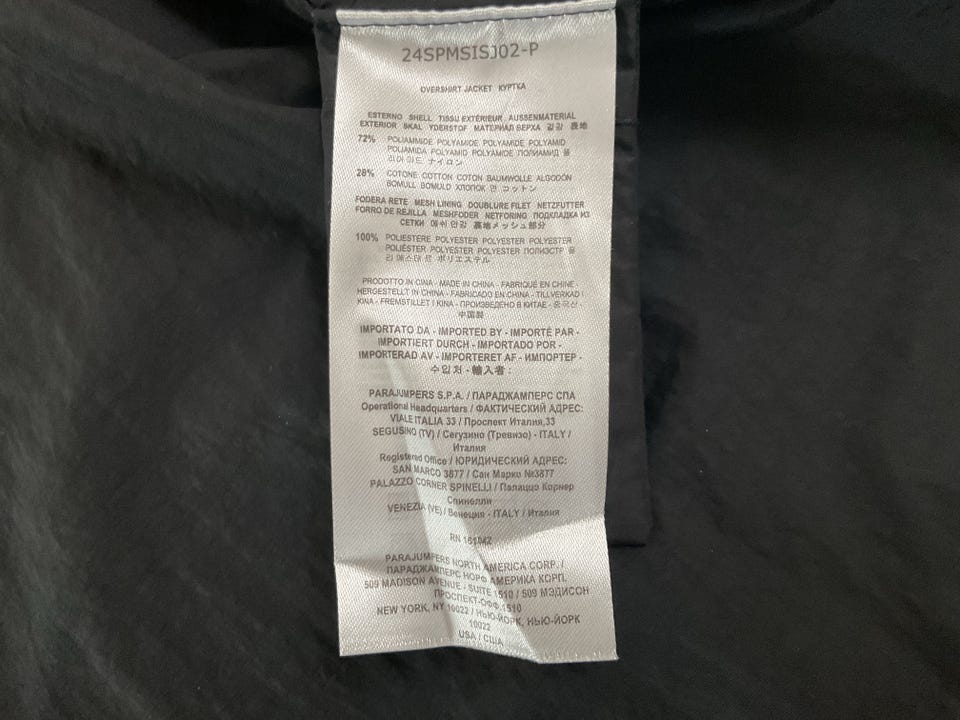 24SPMSISJ02-P
OVERSHIRT JACKET КУРТКА
ESTERNO SHELL TISSU EXTÉRIEUR AUSSENMATERIAL
EXTERIOR SKAL YDERSTOF МАТЕРИАЛ ВЕРХА 겉감 表地
72% POLIAMMIDE POLYAMIDE POLYAMIDE POLYAMID
POLIAMIDA POLYAMID POLYAMIDE ПОЛИАМИД 폴
리아미드 ナイロン
28% COTONE COTTON COTON BAUMWOLLE ALGODÓN
BOMULL BOMULD ХЛОПОК 면 コットン
FODERA RETE MESH LINING DOUBLURE FILET NETZFUTTER
FORRO DE REJILLA MESHFODER NETFORING ПОДКЛАДКА ИЗ
СЕТКИ 메쉬 안감 裏地メッシュ部分
100% POLIESTERE POLYESTER POLYESTER POLYESTER
POLIÉSTER POLYESTER POLYESTER ПОЛИЭСТР 폴
리에스테르 ポリエステル
PRODOTTO IN CINA - MADE IN CHINA - FABRIQUÉ EN CHINE
HERGESTELLT IN CHINA - FABRICADO EN CHINA - TILLVERKAD I
KINA - FREMSTILLET I KINA - ПРОИЗВЕДЕНО В КИТАЕ - 중국산 -
中国製
IMPORTATO DA - IMPORTED BY - IMPORTÉ PAR -
IMPORTIERT DURCH - IMPORTADO POR -
IMPORTERAD AV - IMPORTERET AF - ИМПОРТЕР -
수입처 - 輸入者 :
PARAJUMPERS S.P.A. / ПАРАДЖАМПЕРС СПА
Operational Headquarters / ФАКТИЧЕСКИЙ АДРЕС:
VIALE ITALIA 33 / Проспект Италия,33
SEGUSINO (TV) / Сегузино (Тревизо) - ITALY /
Италия
Registered Office / ЮРИДИЧЕСКИЙ АДРЕС:
SAN MARCO 3877 / Сан Марко №3877
PALAZZO CORNER SPINELLI / Палаццо Корнер
Спинелли
VENEZIA (VE) / Венеция - ITALY / Италия
RN 161042
PARAJUMPERS NORTH AMERICA CORP. /
ПАРАДЖАМПЕРС НОРФ АМЕРИКА КОРП.
509 MADISON AVENUE - SUITE 1510 / 509 МЭДИСОН
ПРОСПЕКТ-ОФФ.1510
NEW YORK, NY 10022 / НЬЮ-ЙОРК, НЬЮ-ЙОРК
10022
USA / США